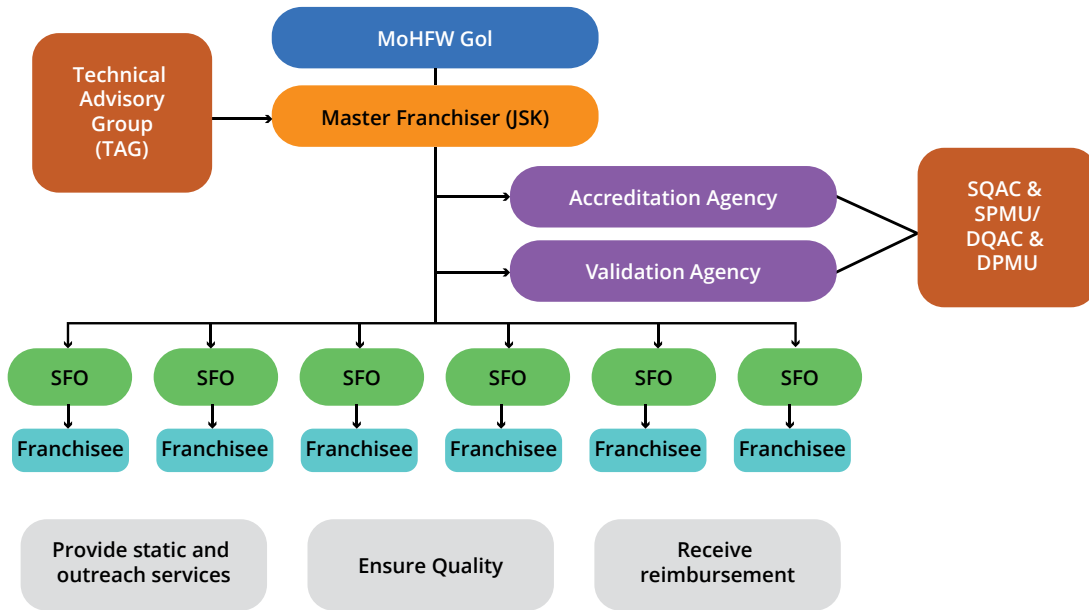 MoHFW GoI
Technical
Advisory
Group
(TAG)
Master Franchiser (JSK)
Accreditation Agency
Validation Agency
SQAC &
SPMU/
DQAC &
DPMU
SFO
SFO
SFO
SFO
SFO
SFO
Franchisee
Franchisee
Franchisee
Franchisee
Franchisee
Franchisee
Provide static and
outreach services
Ensure Quality
Receive
reimbursement